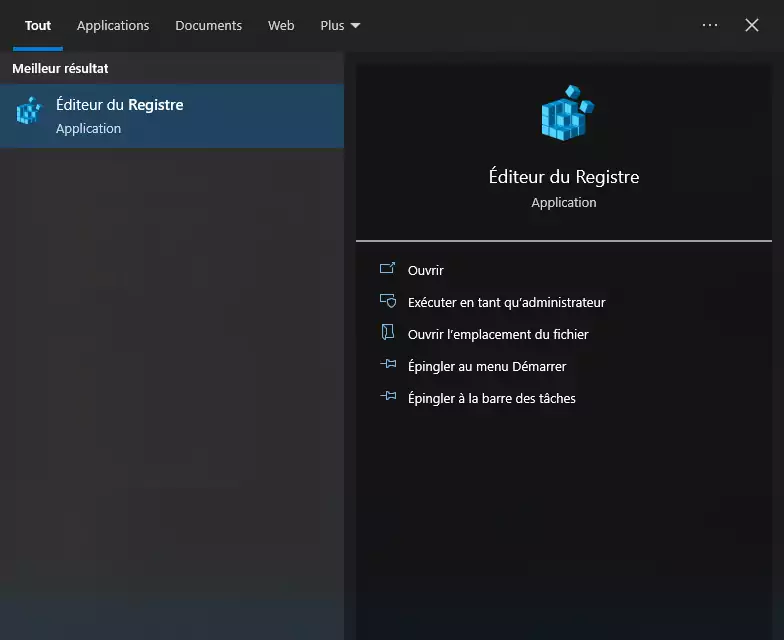 Tout Applications Documents Web Plus
Meilleur résultat
Éditeur du Registre
Application
Éditeur du Registre
Application
Ouvrir
Exécuter en tant qu'administrateur
Ouvrir l'emplacement du fichier
Épingler au menu Démarrer
Épingler à la barre des tâches